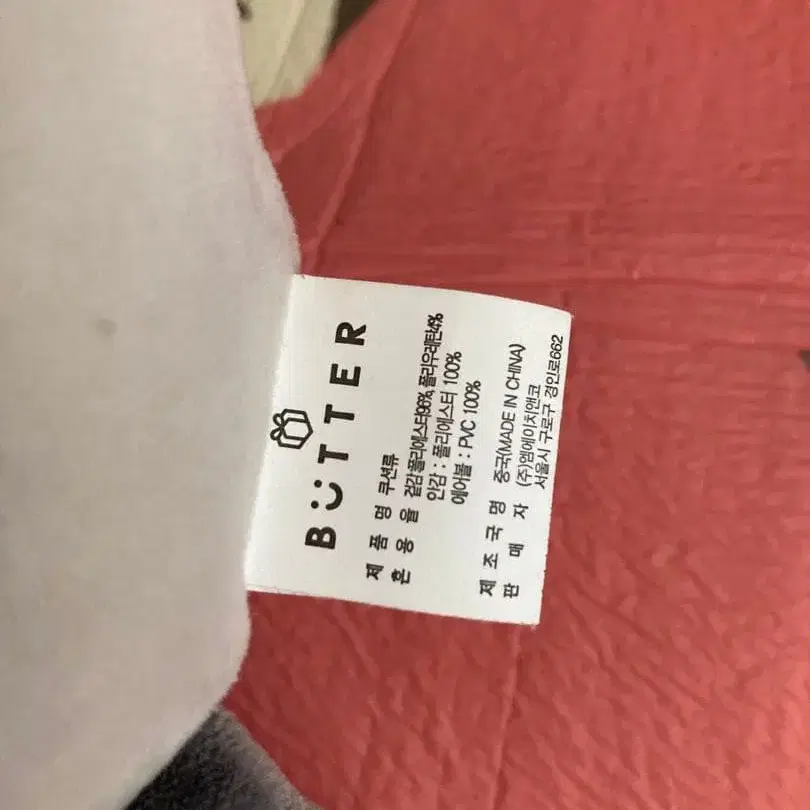 BUTTER
제 품 명 쿠션류
혼 용 율 겉감:폴리에스터96%, 폴리우레탄4%
안감 : 폴리에스터 100%
에어볼 : PVC 100%
제 조 국 명 중국(MADE IN CHINA)
판 매 자 (주)엠에이치앤코
서울시 구로구 경인로662